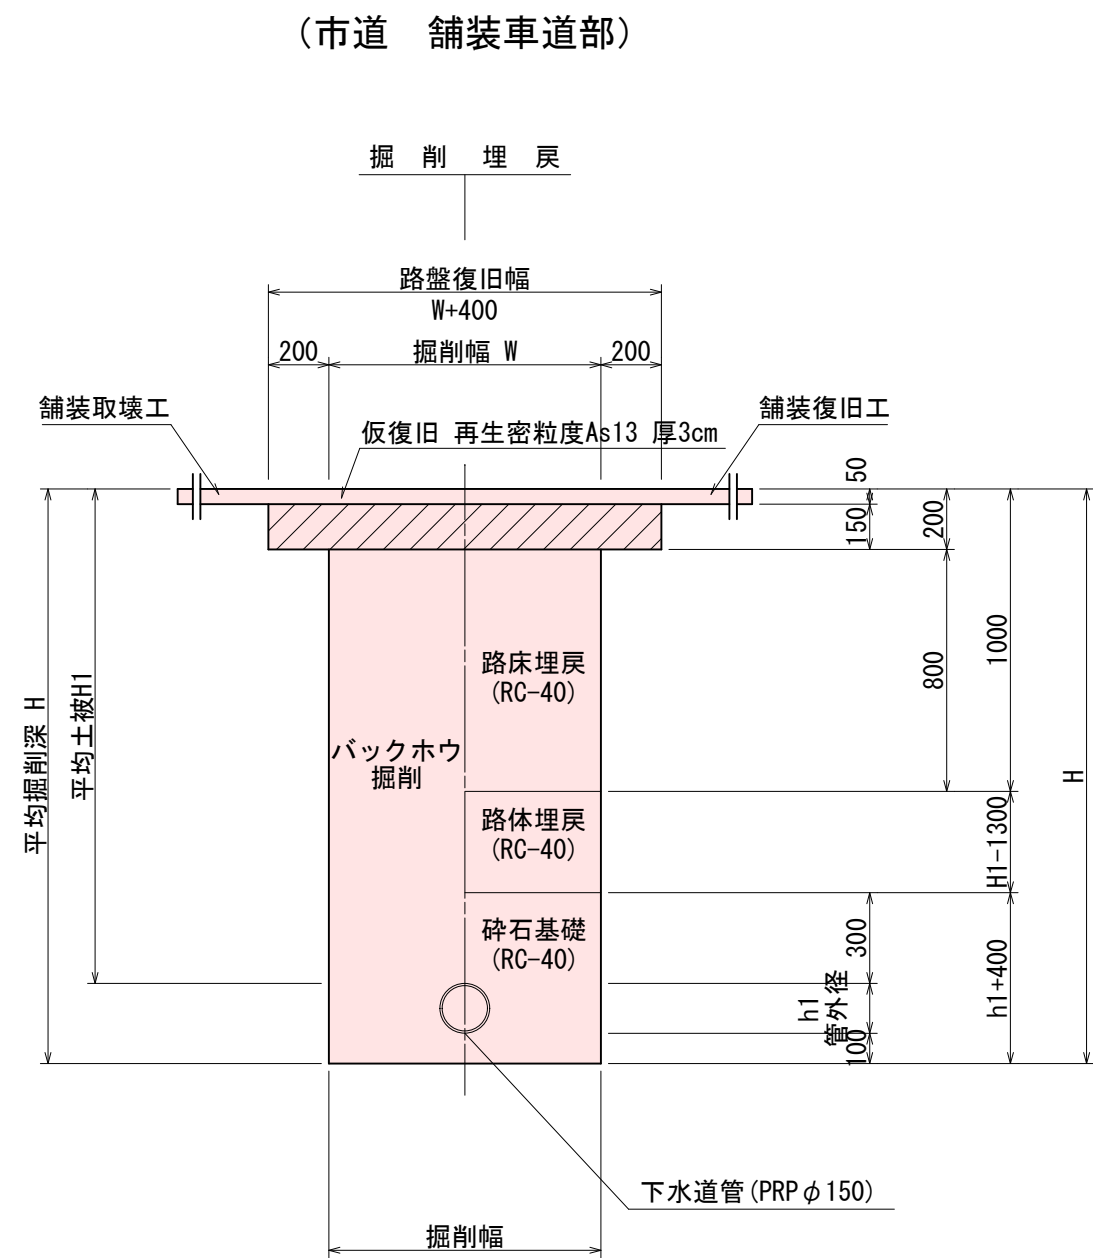 (市道　舗装車道部)
掘 削 埋 戻
路盤復旧幅
W+400
200
掘削幅 W
200
舗装取壊工
舗装復旧工
仮復旧 再生密粒度As13 厚3cm
50
150
200
800
1000
H1-1300
h1+400
300
h1
管外径
100
H
平均掘削深 H
平均土被H1
路床埋戻
(RC-40)
バックホウ
掘削
路体埋戻
(RC-40)
砕石基礎
(RC-40)
下水道管(PRPφ150)
掘削幅